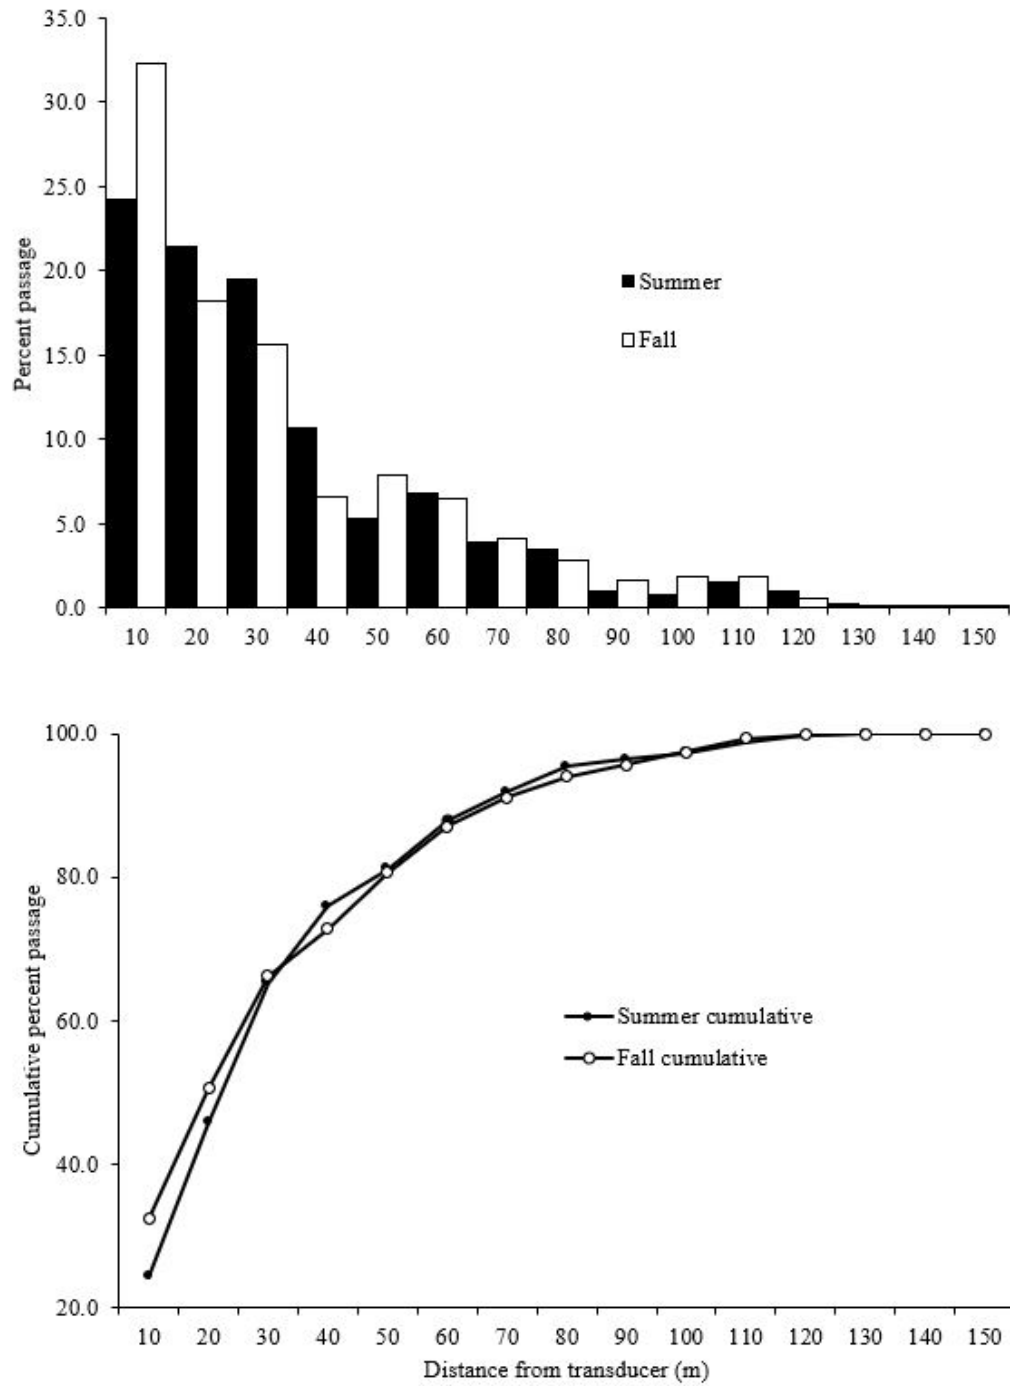 35.0
30.0
25.0
20.0
15.0
10.0
5.0
0.0
Percent passage
Summer
Fall
10 20 30 40 50 60 70 80 90 100 110 120 130 140 150
100.0
80.0
60.0
40.0
20.0
Cumulative percent passage
Summer cumulative
Fall cumulative
10 20 30 40 50 60 70 80 90 100 110 120 130 140 150
Distance from transducer (m)